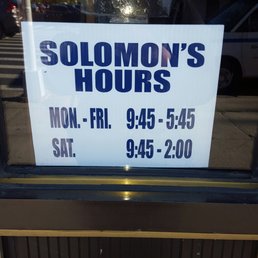 SOLOMON'S
HOURS
MON. - FRI. 9:45 - 5:45
SAT. 9:45 - 2:00